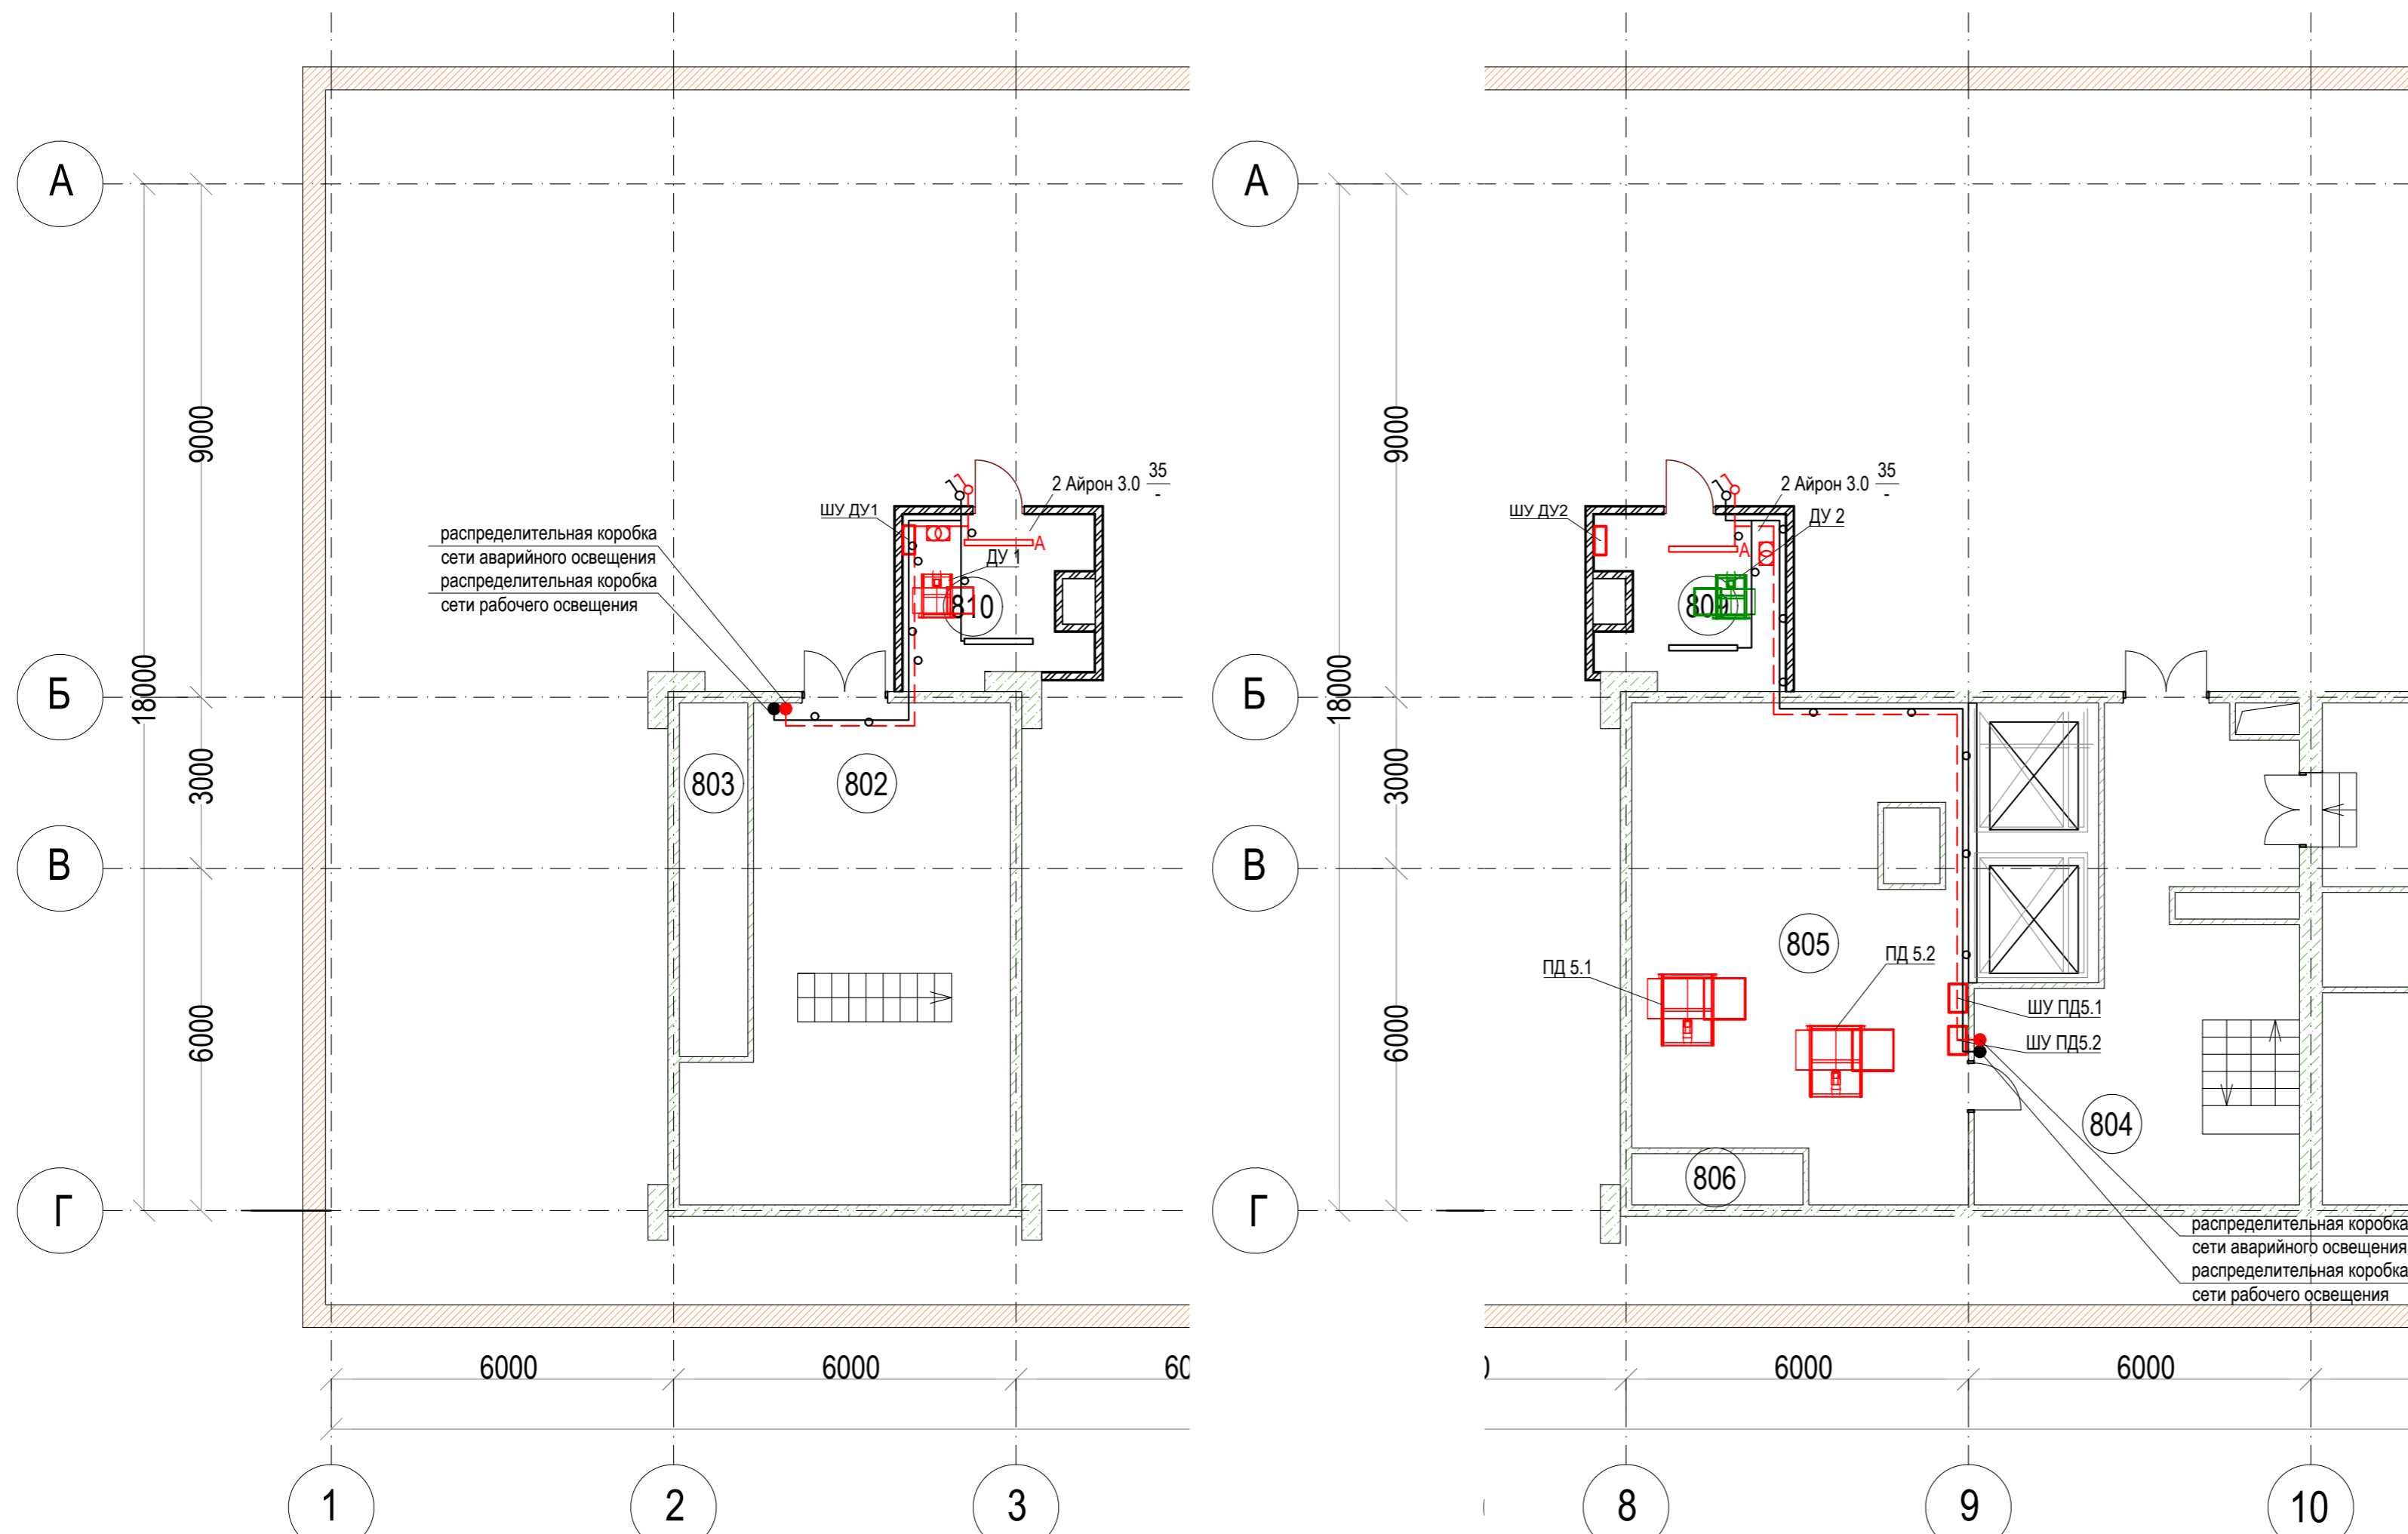 А
А
9000
9000
2 Айрон 3.0 35
-
2 Айрон 3.0 35
-
ШУ ДУ1
ШУ ДУ2
ДУ 2
распределительная коробка
сети аварийного освещения
распределительная коробка
сети рабочего освещения
А
А
ДУ 1
810
809
Б
18000
Б
18000
3000
803
802
3000
В
В
805
ПД 5.1
ПД 5.2
6000
6000
ШУ ПД5.1
ШУ ПД5.2
804
806
Г
Г
распределительная коробка
сети аварийного освещения
распределительная коробка
сети рабочего освещения
6000
6000
60
6000
6000
1
2
3
8
9
10